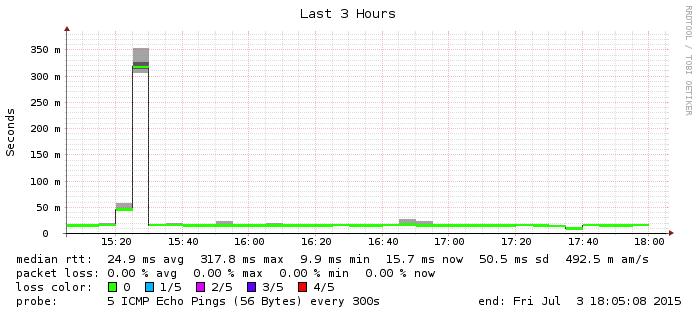 Last 3 Hours
RRDTOOL / TOBI OETIKER
Seconds
350 m
300 m
250 m
200 m
150 m
100 m
50 m
0
15:20 15:40 16:00 16:20 16:40 17:00 17:20 17:40 18:00
median rtt: 24.9 ms avg 317.8 ms max 9.9 ms min 15.7 ms now 50.5 ms sd 492.5 m am/s
packet loss: 0.00 % avg 0.00 % max 0.00 % min 0.00 % now
loss color: 0 1/5 2/5 3/5 4/5
probe: 5 ICMP Echo Pings (56 Bytes) every 300s end: Fri Jul 3 18:05:08 2015